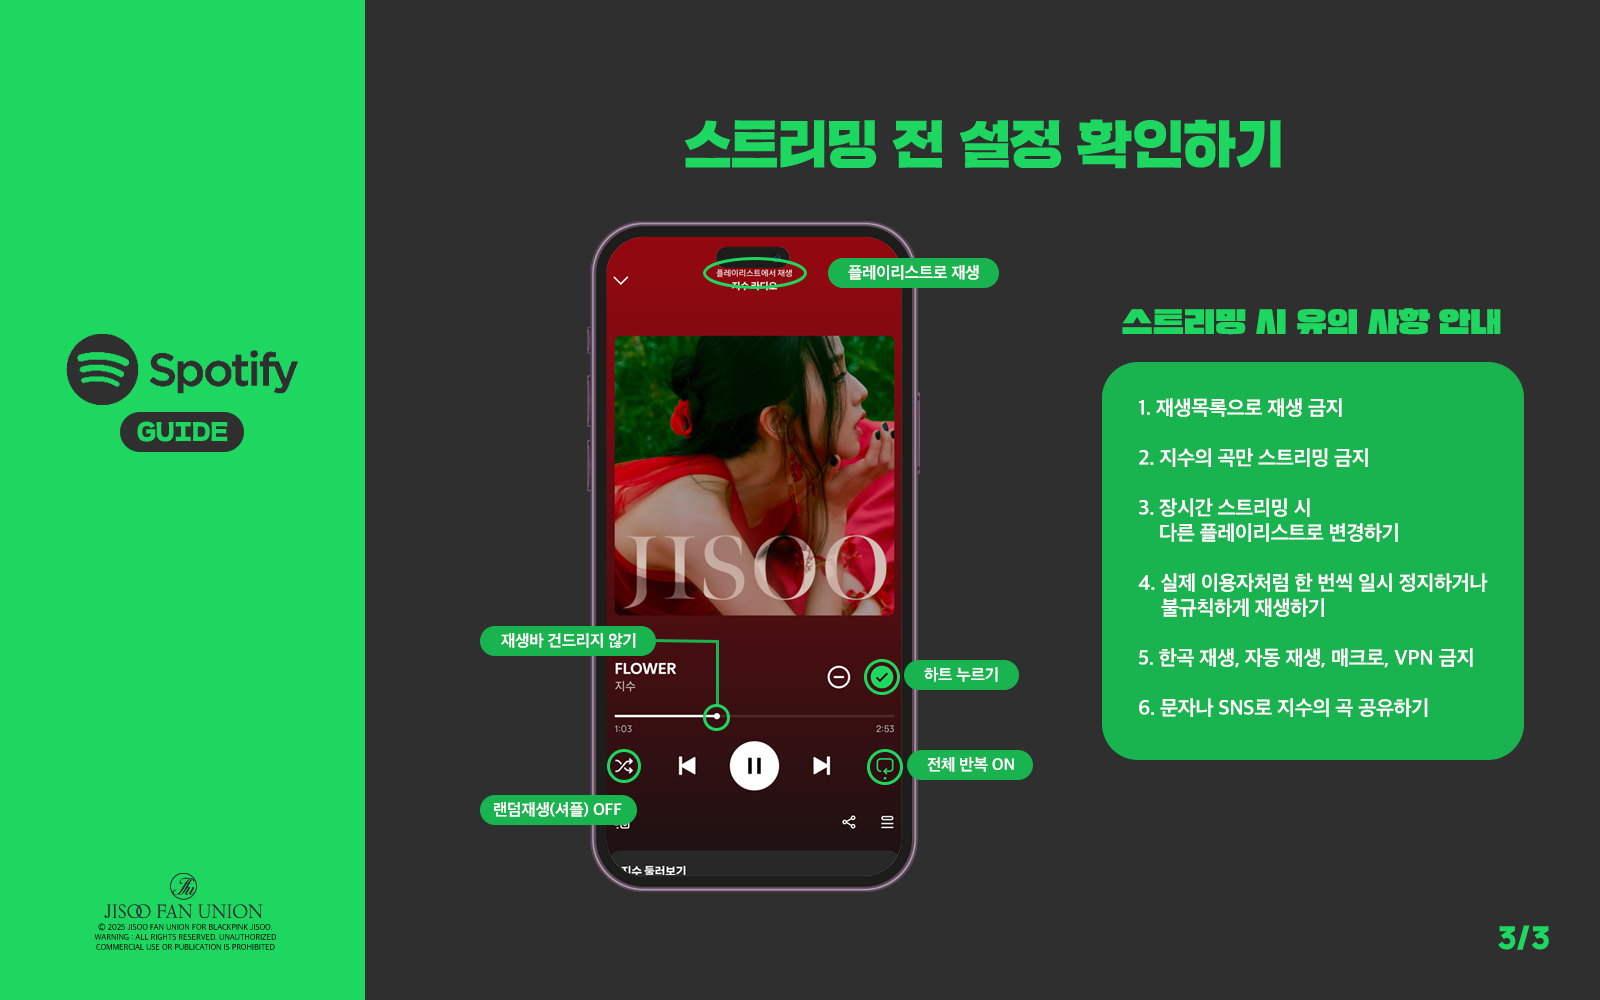 스트리밍 전 설정 확인하기
Spotify
GUIDE
플레이리스트에서 재생
지수 라디오
플레이리스트로 재생
JISOO
재생바 건드리지 않기
FLOWER
지수
하트 누르기
1:03
2:53
전체 반복 ON
랜덤재생(셔플) OFF
지수 둘러보기
스트리밍 시 유의 사항 안내
1. 재생목록으로 재생 금지
2. 지수의 곡만 스트리밍 금지
3. 장시간 스트리밍 시
다른 플레이리스트로 변경하기
4. 실제 이용자처럼 한 번씩 일시 정지하거나
불규칙하게 재생하기
5. 한곡 재생, 자동 재생, 매크로, VPN 금지
6. 문자나 SNS로 지수의 곡 공유하기
JISOO FAN UNION
© 2025 JISOO FAN UNION FOR BLACKPINK JISOO.
WARNING : ALL RIGHTS RESERVED. UNAUTHORIZED
COMMERCIAL USE OR PUBLICATION IS PROHIBITED
3/3